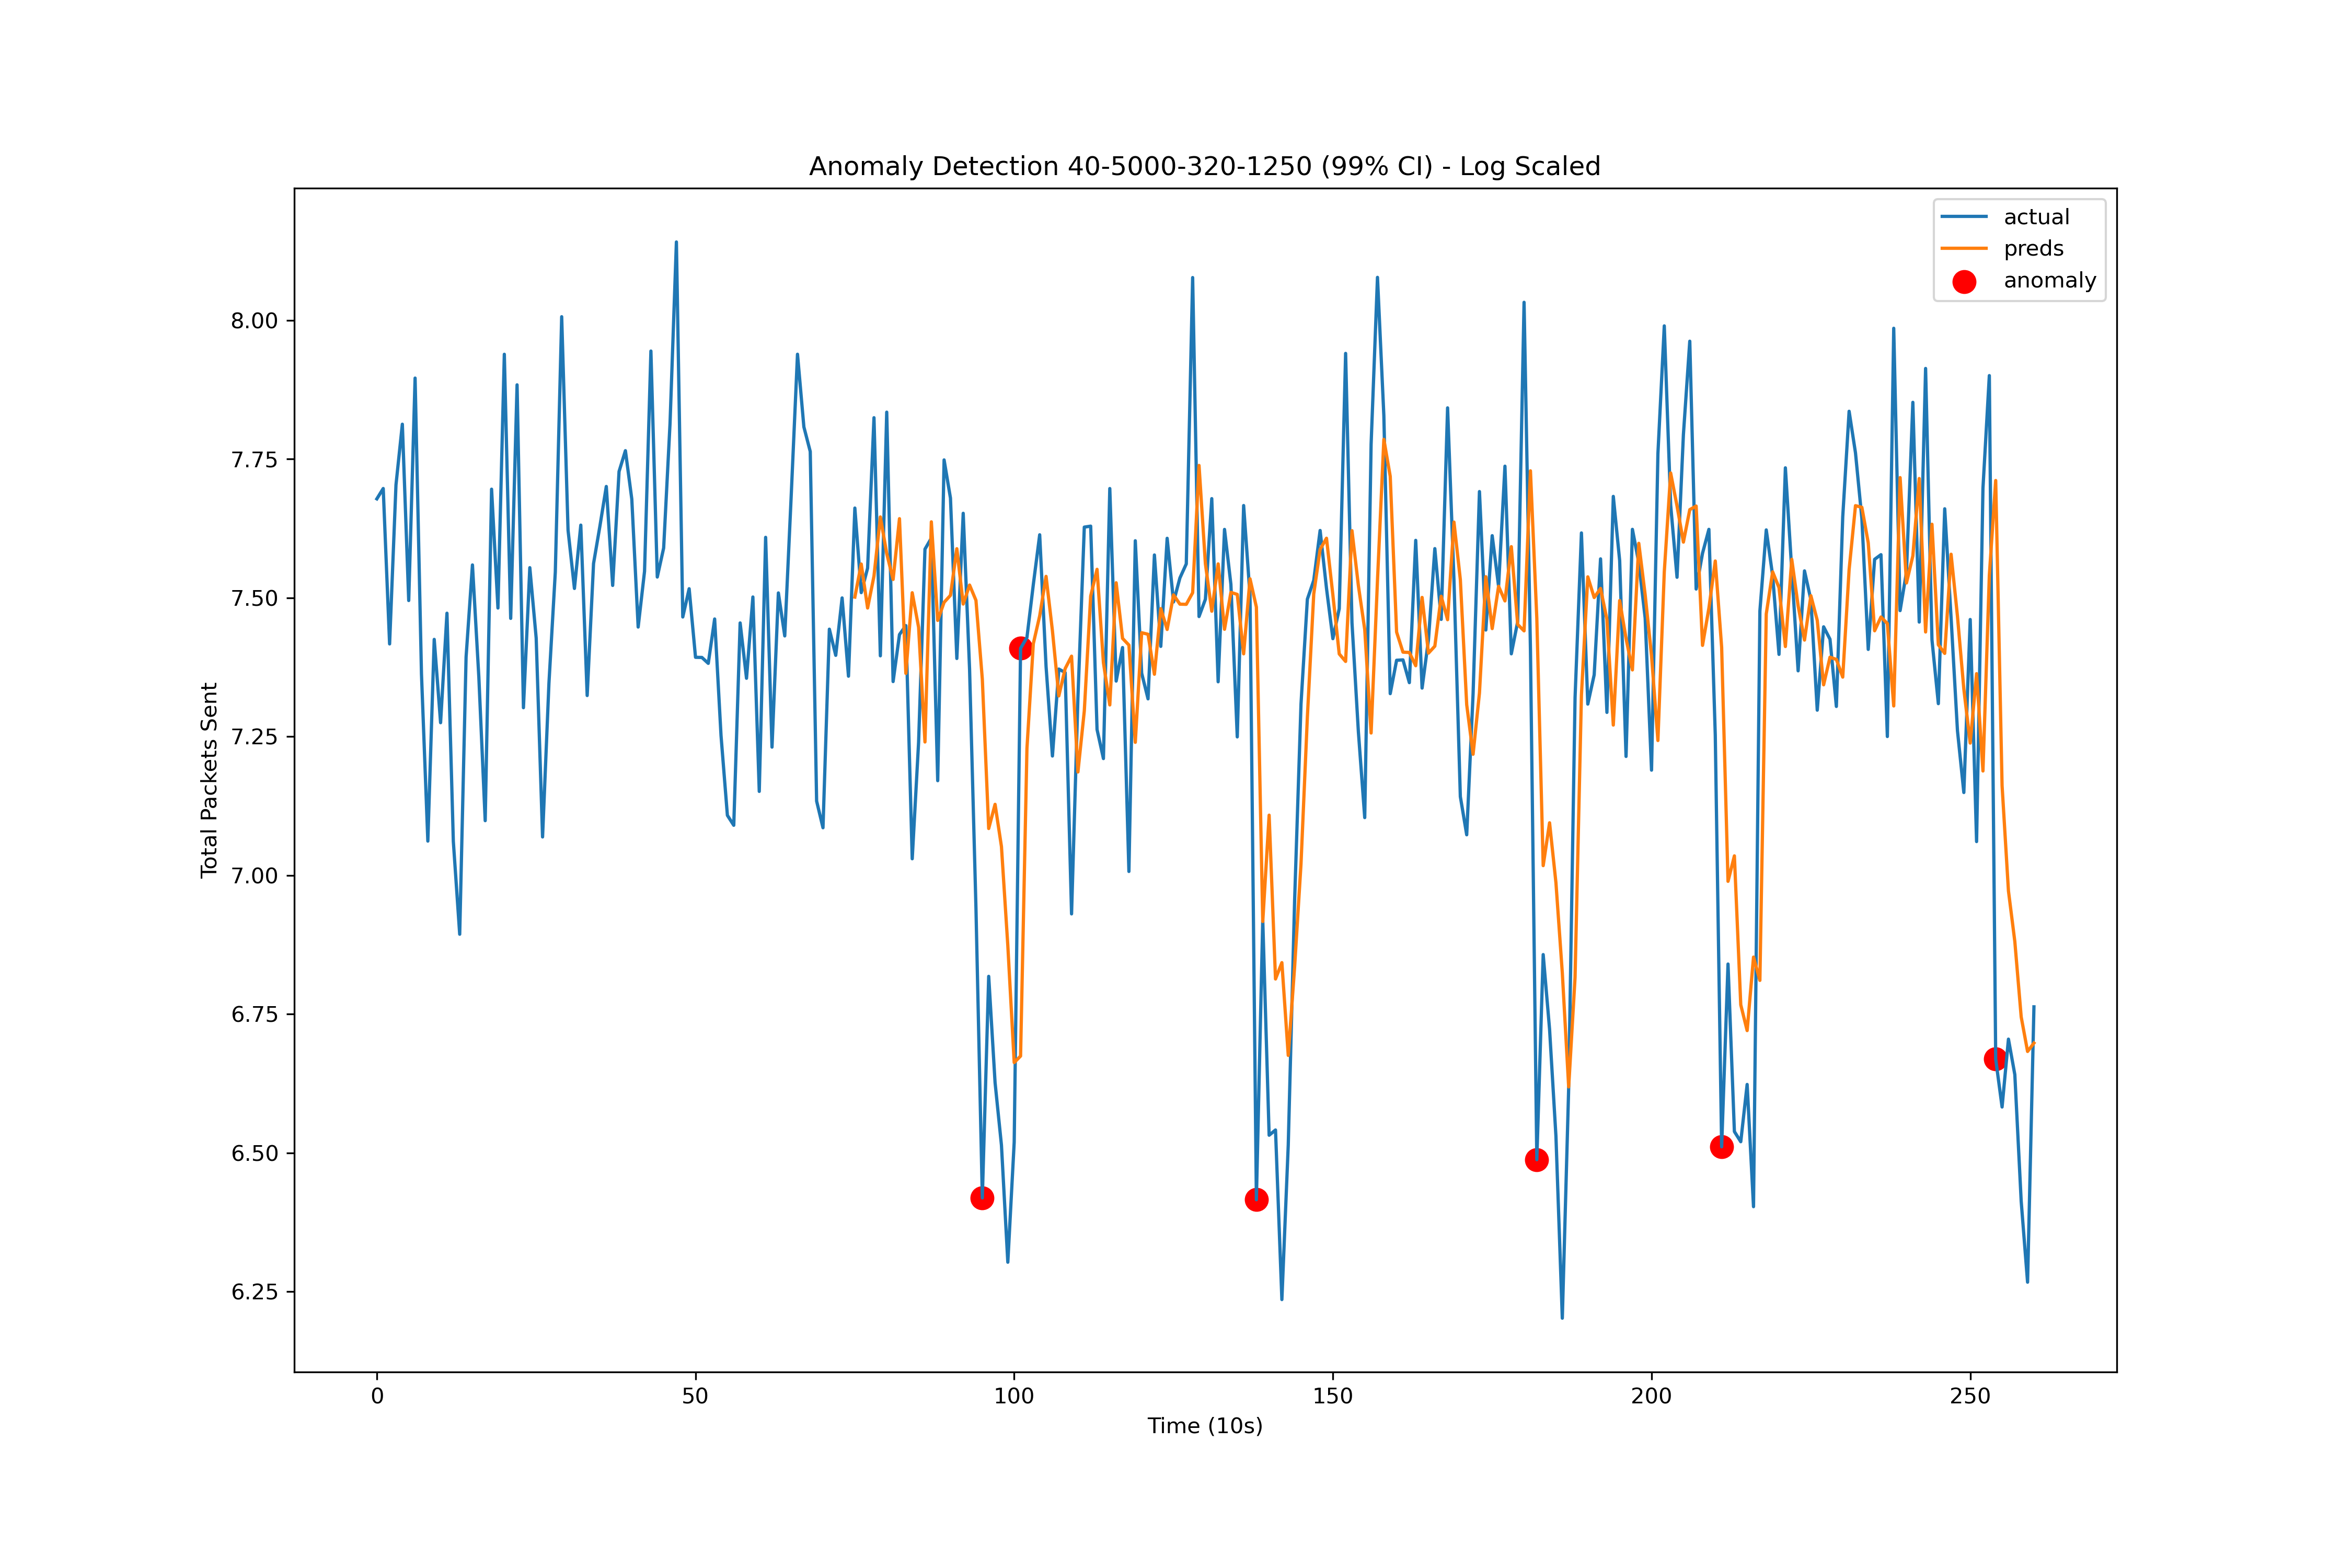 Anomaly Detection 40-5000-320-1250 (99% CI) - Log Scaled
actual
preds
anomaly
8.00
7.75
7.50
7.25
7.00
6.75
6.50
6.25
Total Packets Sent
0 50 100 150 200 250
Time (10s)